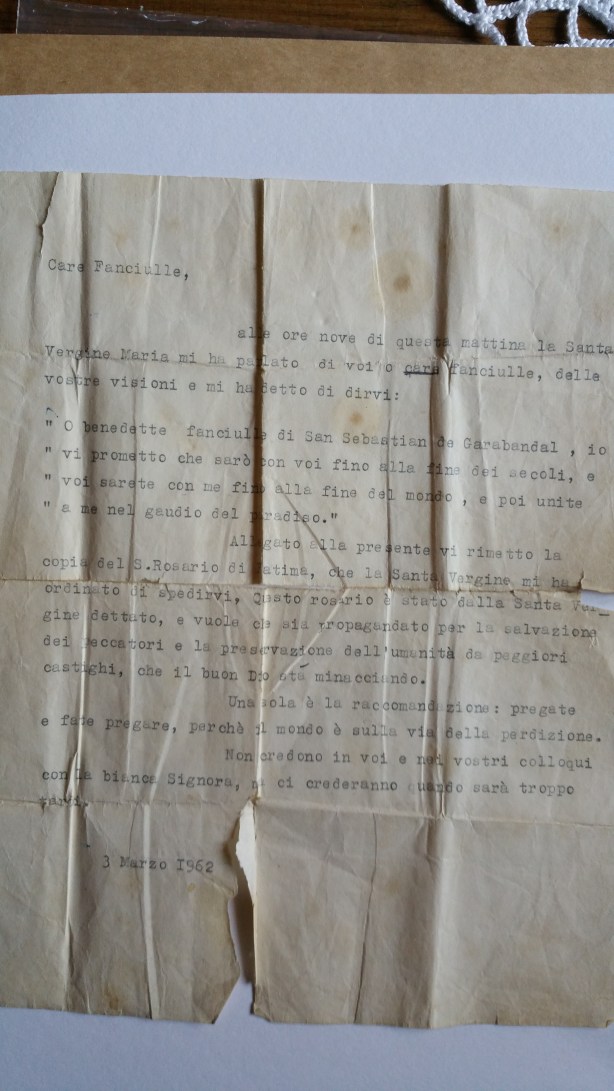 Care Fanciulle,
alle ore nove di questa mattina la Santa
Vergine Maria mi ha parlato di voi o care fanciulle, delle
vostre visioni e mi ha detto di dirvi:
" O benedette fanciulle di San Sebastian de Garabandal , io
" vi prometto che sarò con voi fino alla fine dei secoli, e
" voi sarete con me fino alla fine del mondo , e poi unite
" a me nel gaudio del paradiso."
Allegato alla presente vi rimetto la
copia del S.Rosario di Fatima, che la Santa Vergine mi ha
ordinato di spedirvi, Questo rosario è stato dalla Santa Ver_
gine dettato, e vuole che sia propagandato per la salvazione
dei peccatori e la preservazione dell'umanità da peggiori
castighi, che il buon Dio sta minacciando.
Una sola è la raccomandazione: pregate
e fate pregare, perchè il mondo è sulla via della perdizione.
Non credono in voi e nei vostri colloqui
con la bianca Signora, ma ci crederanno quando sarà troppo
tardi.
3 Marzo I962